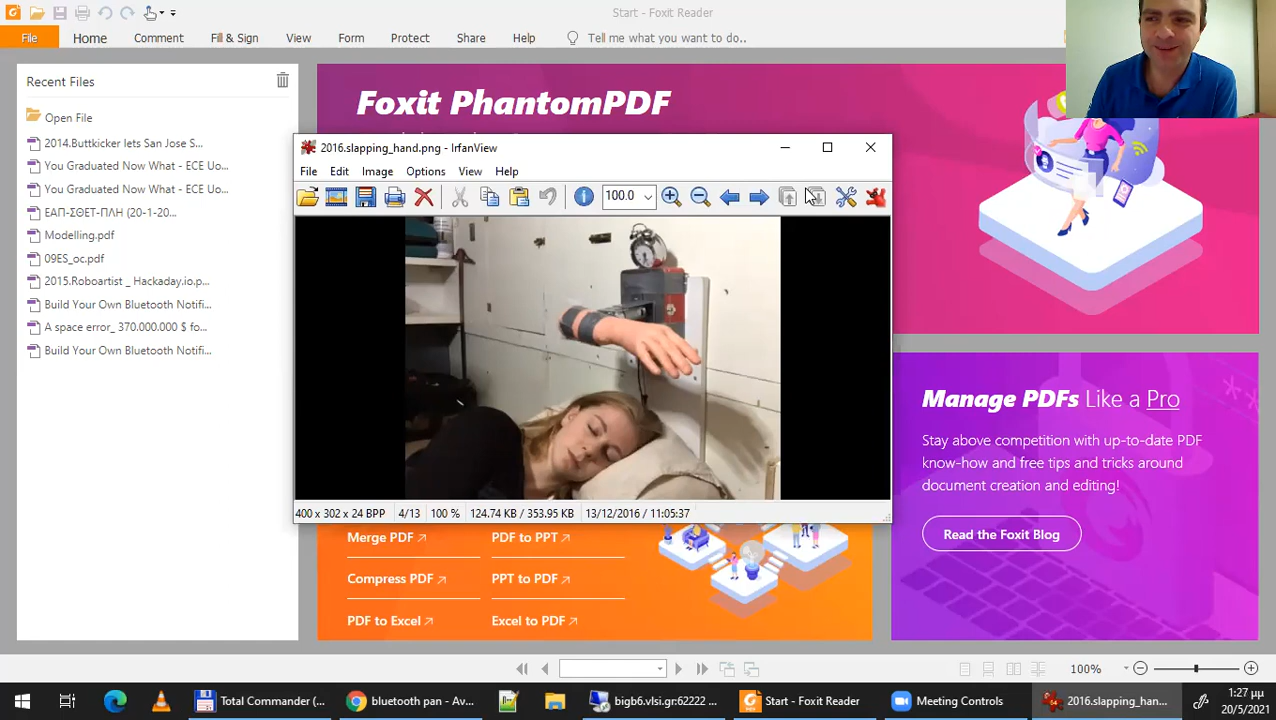 Start - Foxit Reader
File Home Comment Fill & Sign View Form Protect Share Help Tell me what you want to do..
Recent Files
Open File
2014.Buttkicker lets San Jose S...
You Graduated Now What - ECE Uo...
You Graduated Now What - ECE Uo...
ΕΑΠ-ΣΘΕΤ-ΠΛΗ (20-1-20...
Modelling.pdf
09ES_oc.pdf
2015.Roboartist _ Hackaday.io.p...
Build Your Own Bluetooth Notifi...
A space error_ 370.000.000 $ fo...
Build Your Own Bluetooth Notifi...
Foxit PhantomPDF
2016.slapping_hand.png - IrfanView
File Edit Image Options View Help
100.0
400 x 302 x 24 BPP 4/13 100 % 124.74 KB / 353.95 KB 13/12/2016 / 11:05:37
Merge PDF PDF to PPT
Compress PDF PPT to PDF
PDF to Excel Excel to PDF
Manage PDFs Like a Pro
Stay above competition with up-to-date PDF
know-how and free tips and tricks around
document creation and editing!
Read the Foxit Blog
100%
Total Commander (... bluetooth pan - Av... bigb6.vlsi.gr:62222 ... Start - Foxit Reader Meeting Controls 2016.slapping_han...
1:27 μμ
20/5/2021